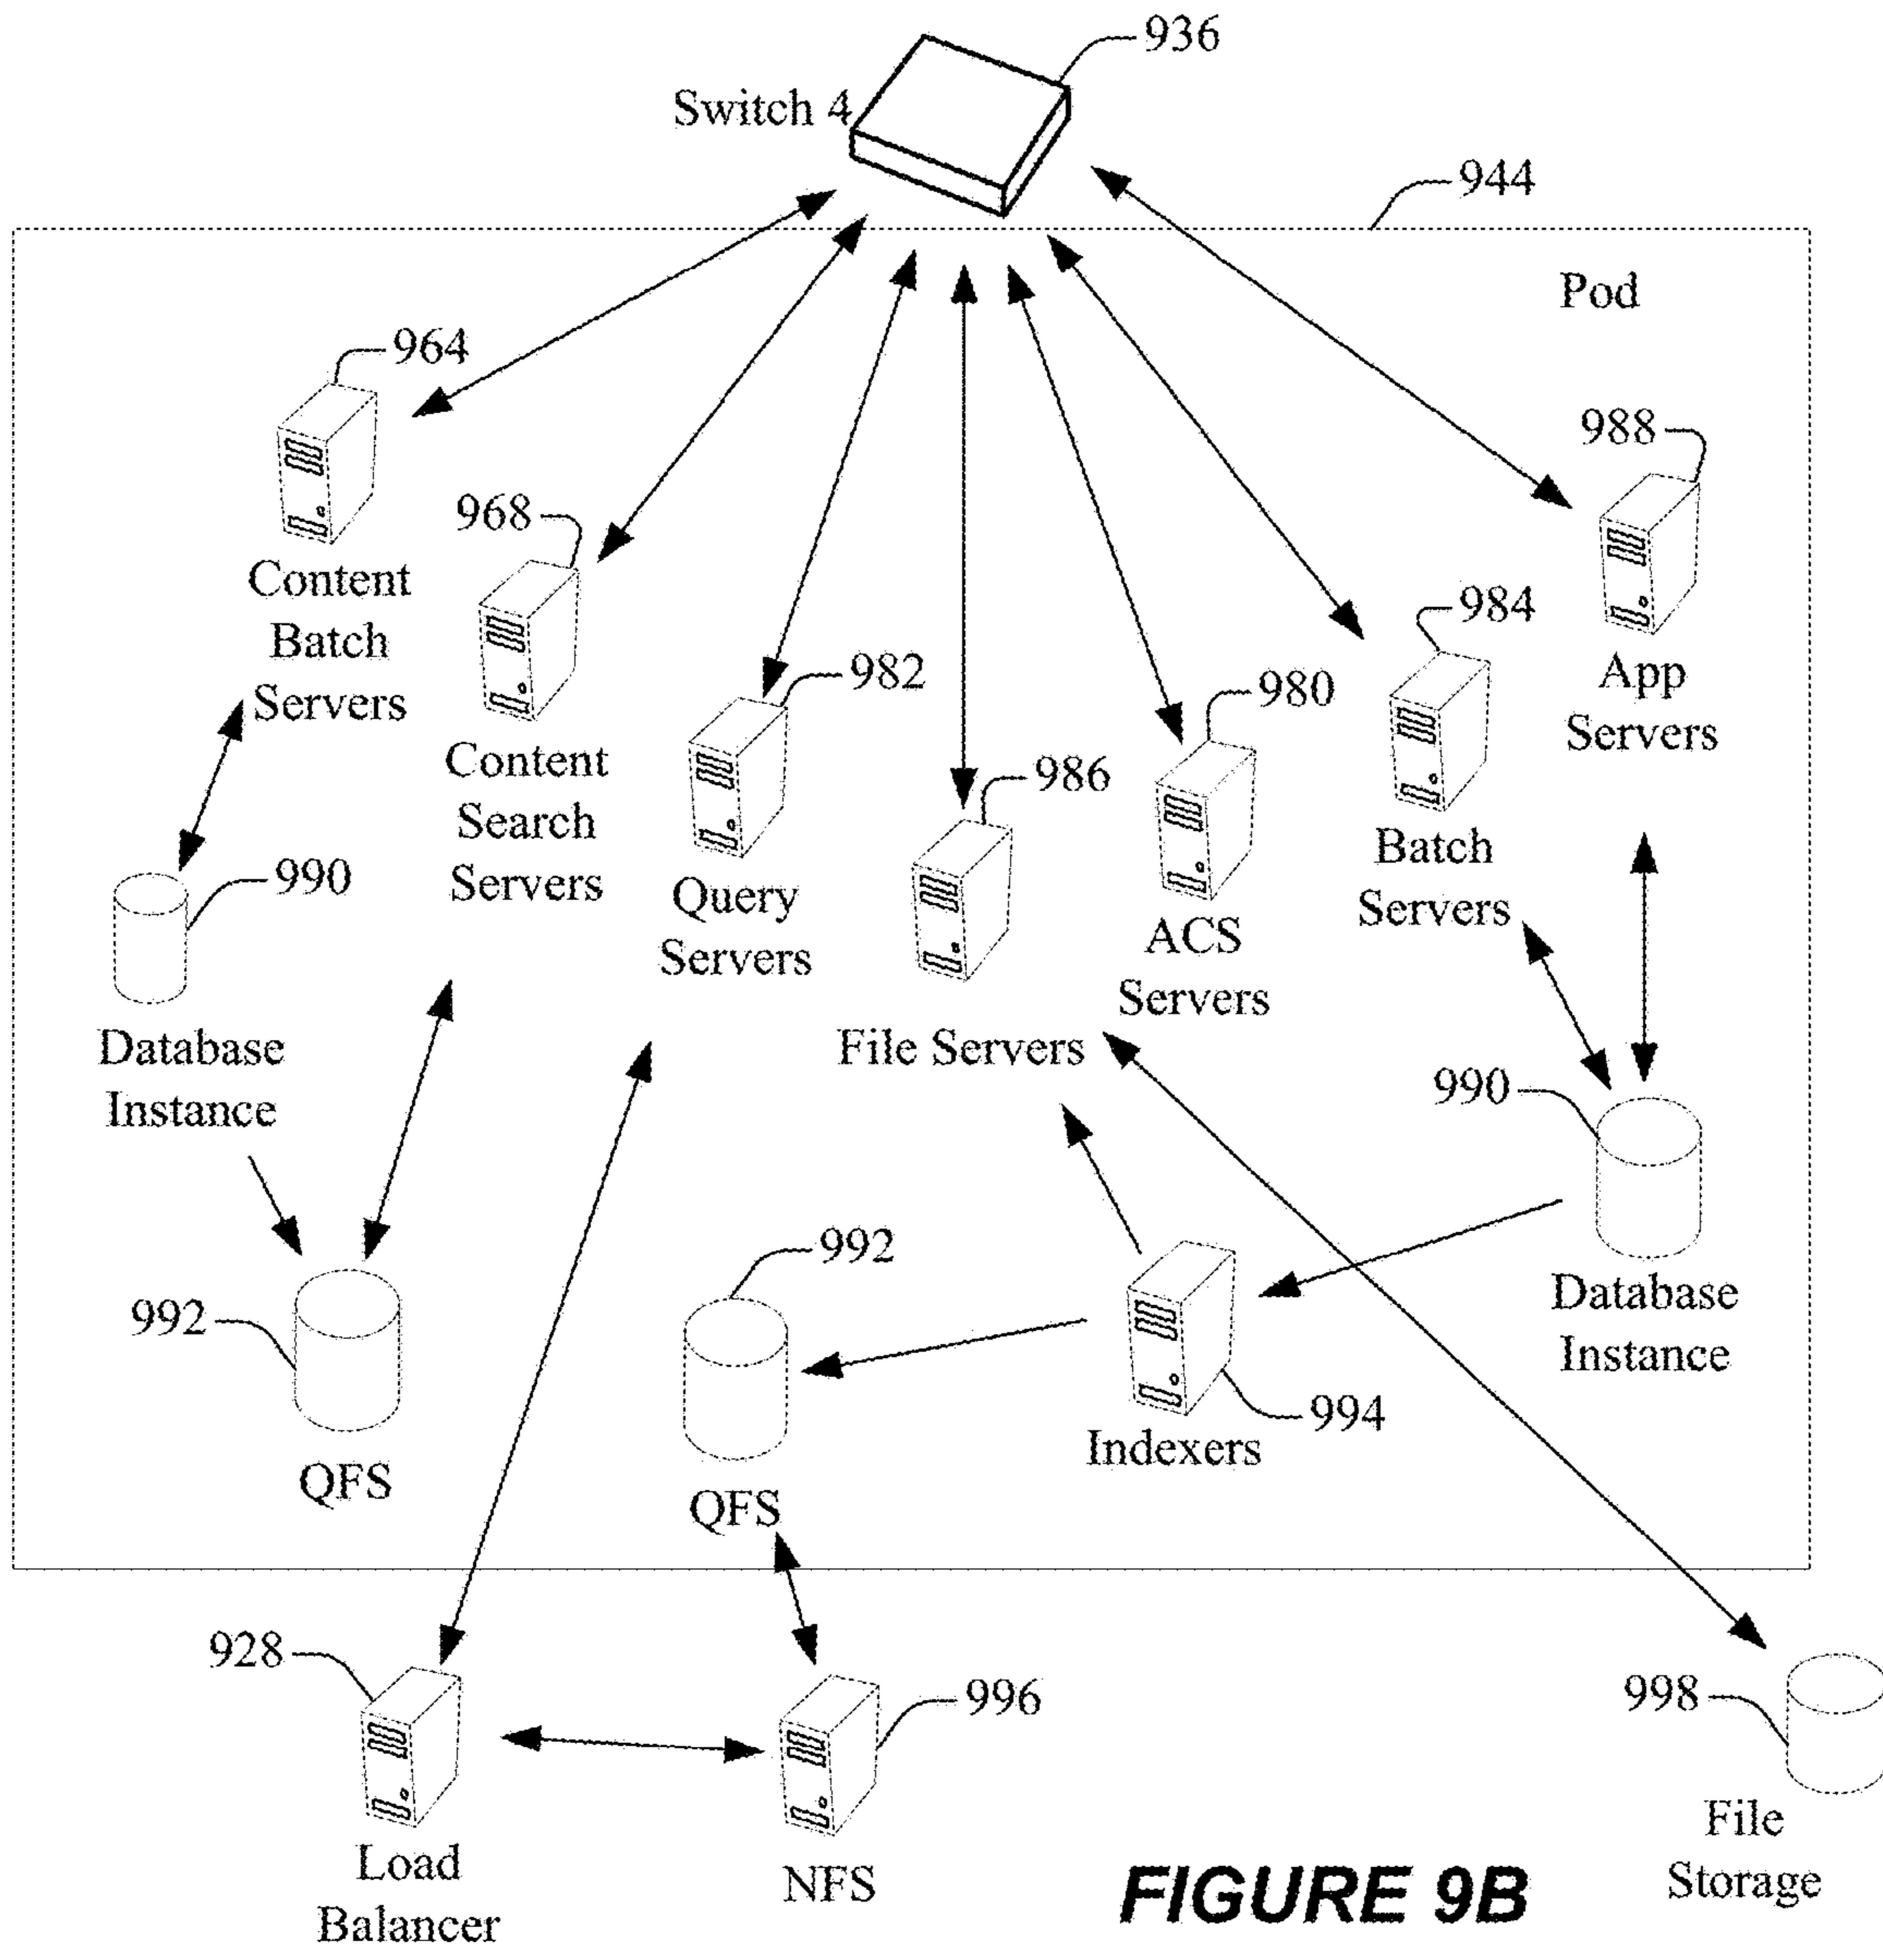 936
Switch 4
944
Pod
964
988
968
Content
Batch
Servers
984
982
980
App
Servers
Content
Search
Servers
986
990
Batch
Servers
Query
Servers
ACS
Servers
Database
Instance
File Servers
990
992
992
Database
Instance
994
Indexers
QFS
QFS
928
996
998
Load
Balancer
NFS
File
Storage
FIGURE 9B